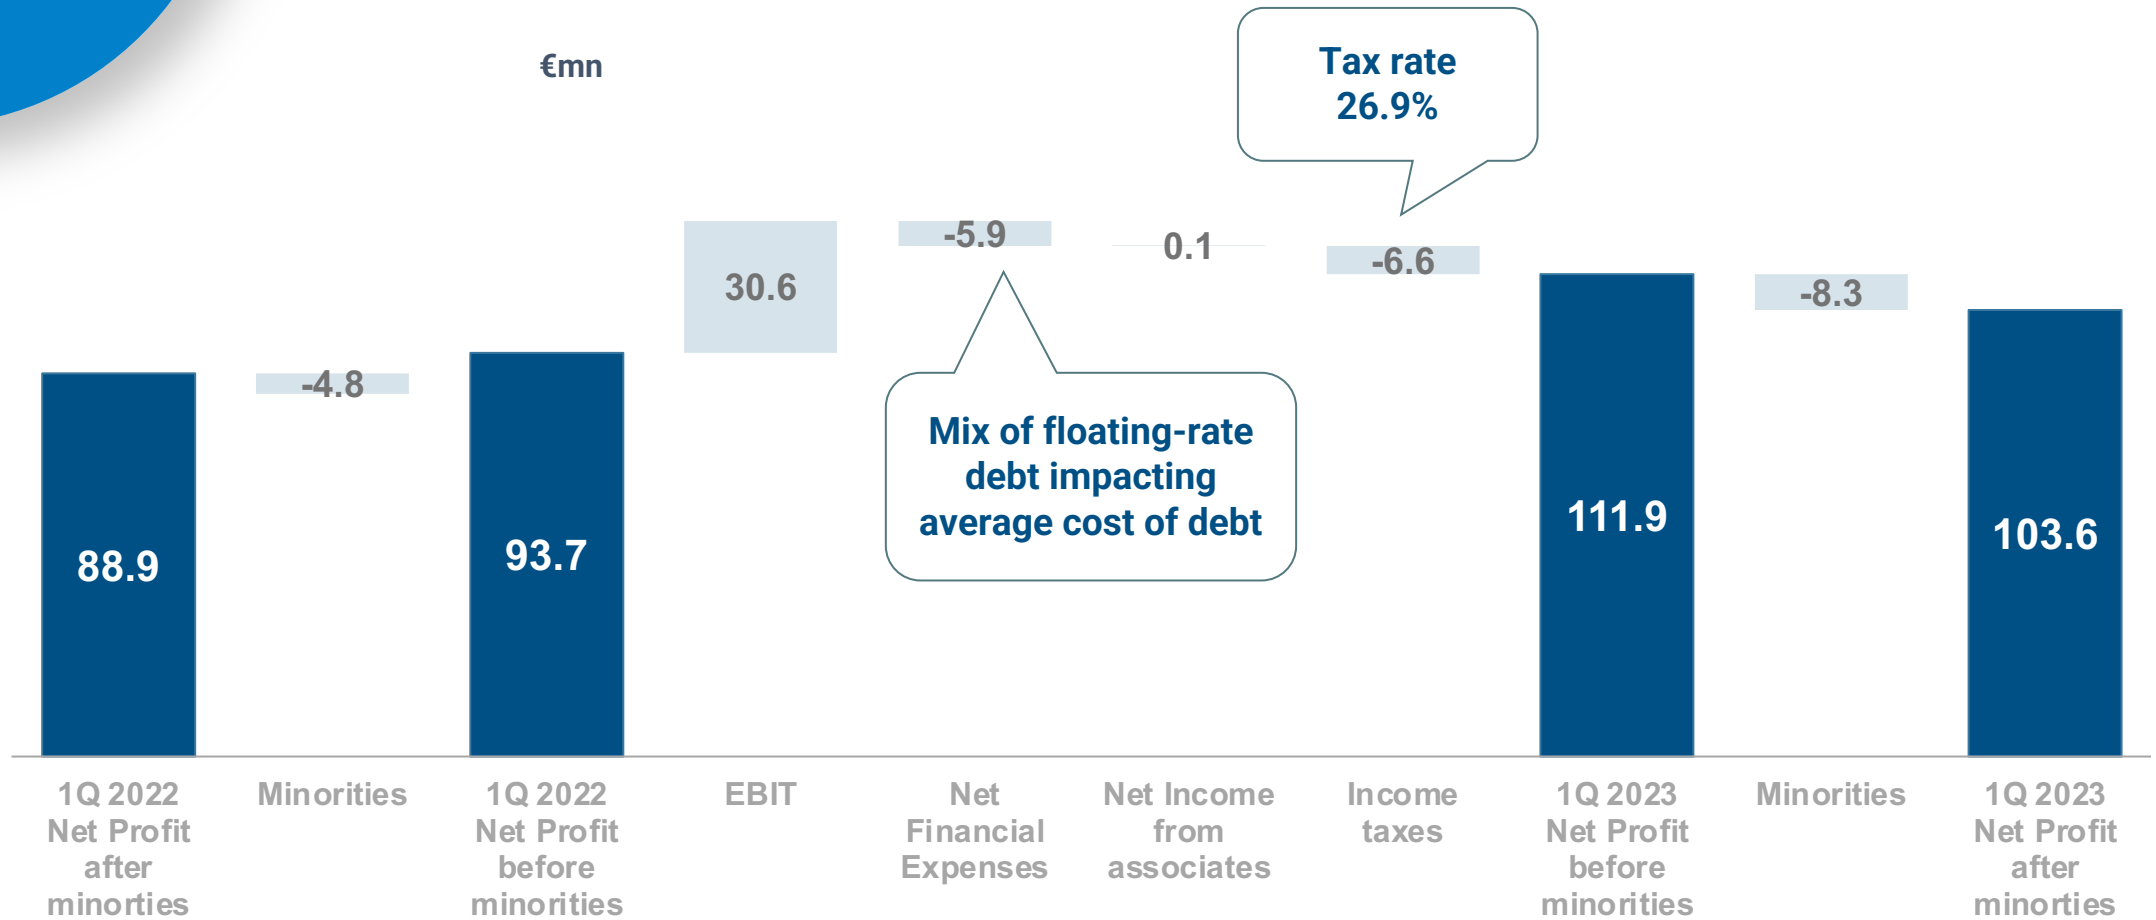 €mn
Tax rate
26.9%
88.9
-4.8
93.7
30.6
-5.9
0.1
-6.6
111.9
-8.3
103.6
Mix of floating-rate
debt impacting
average cost of debt
1Q 2022
Net Profit
after
minorties
Minorities
1Q 2022
Net Profit
before
minorities
EBIT
Net
Financial
Expenses
Net Income
from
associates
Income
taxes
1Q 2023
Net Profit
before
minorities
Minorities
1Q 2023
Net Profit
after
minorties